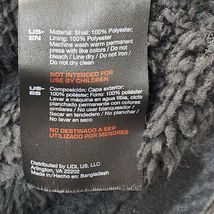 US-
EN
Material: Shell: 100% Polyester
Lining: 100% Polyester
Machine wash warm permanent
press with like colors / Do not
bleach / Line dry / Do not Iron /
Do not dry clean
NOT INTENDED FOR
USE BY CHILDREN
US-
ES
Composición: Capa exterior:
100% poliéster; Forro: 100% poliéster
Lavar a máquina en agua tibia, ciclo
planchado permanente con colores
similares / No usar blanqueador /
Secar en tendedero / No planchar /
No lavar en seco
NO DESTINADO A SER
UTILIZADO POR MENORES
Distributed by LIDL US, LLC
Arlington, VA 22202
Made in/Hecho en: Bangladesh